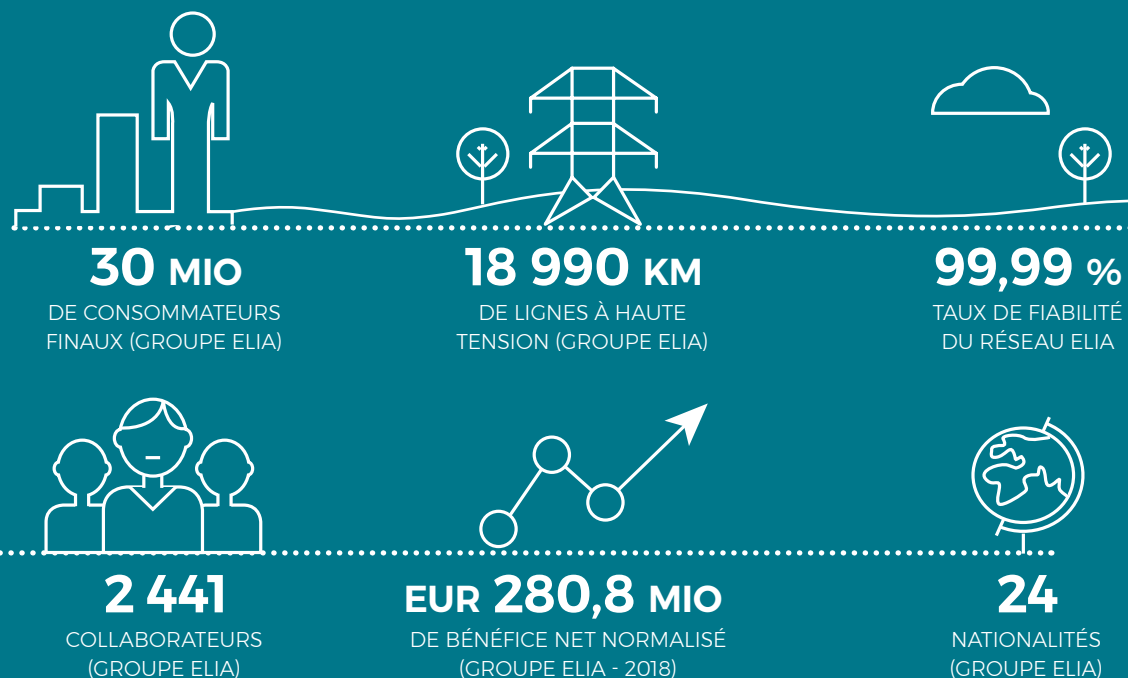 30 MIO
DE CONSOMMATEURS
FINAUX (GROUPE ELIA)
18 990 KM
DE LIGNES À HAUTE
TENSION (GROUPE ELIA)
99,99 %
TAUX DE FIABILITÉ
DU RÉSEAU ELIA
2 441
COLLABORATEURS
(GROUPE ELIA)
EUR 280,8 MIO
DE BÉNÉFICE NET NORMALISÉ
(GROUPE ELIA - 2018)
24
NATIONALITÉS
(GROUPE ELIA)